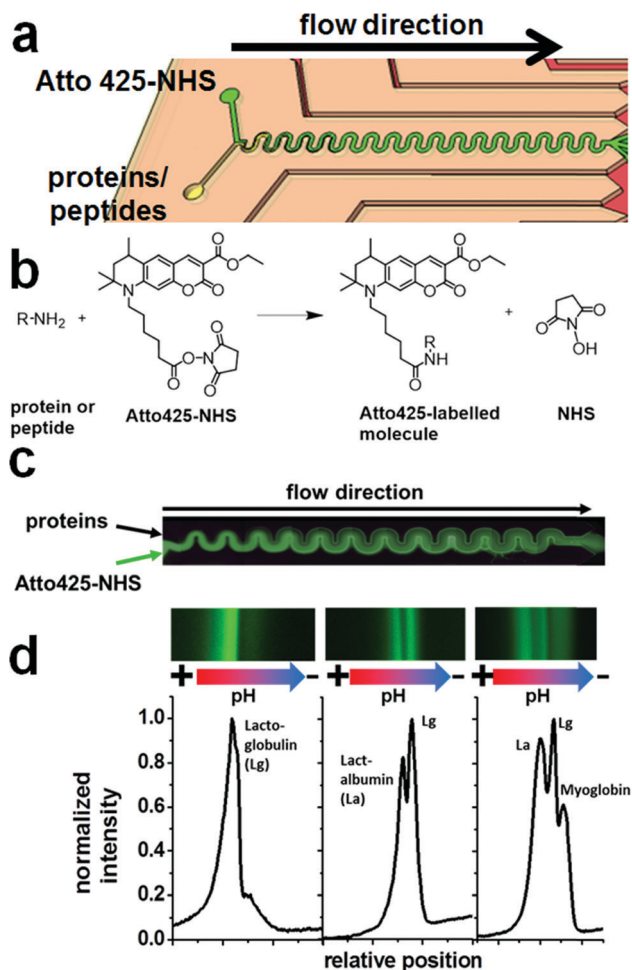 a
flow direction
Atto 425-NHS
proteins/
peptides
b
R-NH2 +
O
O
O
N
O
N
O
O
O
+
O
O
O
N
O
R
NH
O
O
N
OH
O
protein or
peptide
Atto425-NHS
Atto425-labelled
molecule
NHS
c
flow direction
proteins
Atto425-NHS
d
+ - + - + -
pH pH pH
normalized
intensity
1.0
0.8
0.6
0.4
0.2
0.0
Lacto-
globulin
(Lg)
Lg
Lact-
albumin
(La)
Lg
La
Myoglobin
relative position